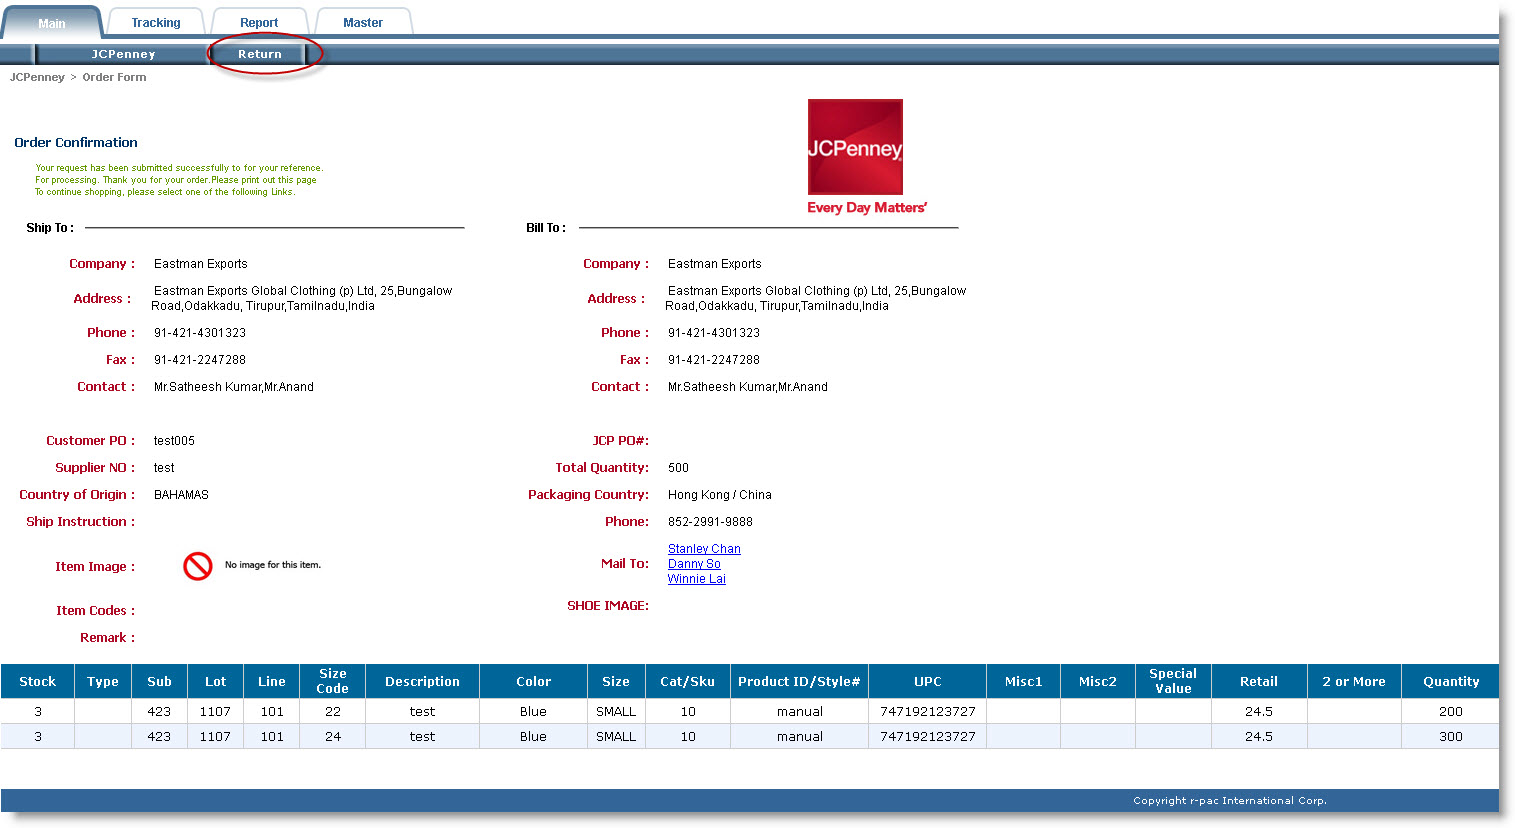 Main Tracking Report Master
JCPenney Return
JCPenney > Order Form
JCPenney
Every Day Matters'
Order Confirmation
Your request has been submitted successfully to for your reference.
For processing. Thank you for your order.Please print out this page
To continue shopping, please select one of the following Links.
Ship To : Bill To :
Company : Eastman Exports Company : Eastman Exports
Address : Eastman Exports Global Clothing (p) Ltd, 25,Bungalow Address : Eastman Exports Global Clothing (p) Ltd, 25,Bungalow
Road,Odakkadu, Tirupur,Tamilnadu,India Road,Odakkadu, Tirupur,Tamilnadu,India
Phone : 91-421-4301323 Phone : 91-421-4301323
Fax : 91-421-2247288 Fax : 91-421-2247288
Contact : Mr.Satheesh Kumar,Mr.Anand Contact : Mr.Satheesh Kumar,Mr.Anand
Customer PO : test005 JCP PO#:
Supplier NO : test Total Quantity: 500
Country of Origin : BAHAMAS Packaging Country: Hong Kong / China
Ship Instruction : Phone: 852-2991-9888
Stanley Chan
Item Image : No image for this item. Mail To: Danny So
Winnie Lai
Item Codes : SHOE IMAGE:
Remark :
Stock Type Sub Lot Line Size Code Description Color Size Cat/Sku Product ID/Style# UPC Misc1 Misc2 Special Value Retail 2 or More Quantity
3 423 1107 101 22 test Blue SMALL 10 manual 747192123727 24.5 200
3 423 1107 101 24 test Blue SMALL 10 manual 747192123727 24.5 300
Copyright r-pac International Corp.